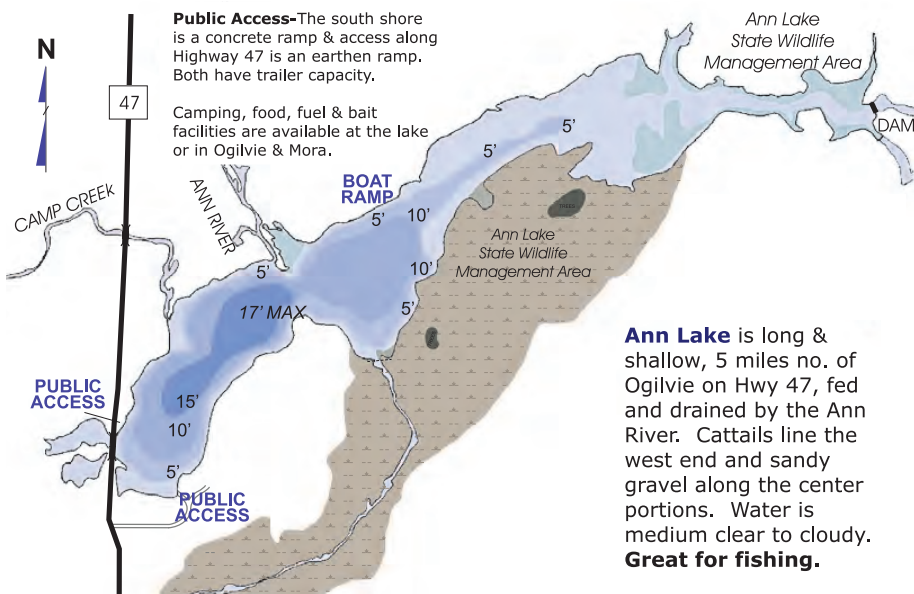 Public Access-The south shore
is a concrete ramp & access along
Highway 47 is an earthen ramp.
Both have trailer capacity.
Camping, food, fuel & bait
facilities are available at the lake
or in Ogilvie & Mora.
N
47
Ann Lake
State Wildlife
Management Area
DAM
CAMP CREEK
ANN RIVER
BOAT
RAMP
5'
5'
5'
10'
10'
5'
5'
17' MAX
Ann Lake
State Wildlife
Management Area
PUBLIC
ACCESS
15'
10'
5'
PUBLIC
ACCESS
Ann Lake is long &
shallow, 5 miles no. of
Ogilvie on Hwy 47, fed
and drained by the Ann
River. Cattails line the
west end and sandy
gravel along the center
portions. Water is
medium clear to cloudy.
Great for fishing.